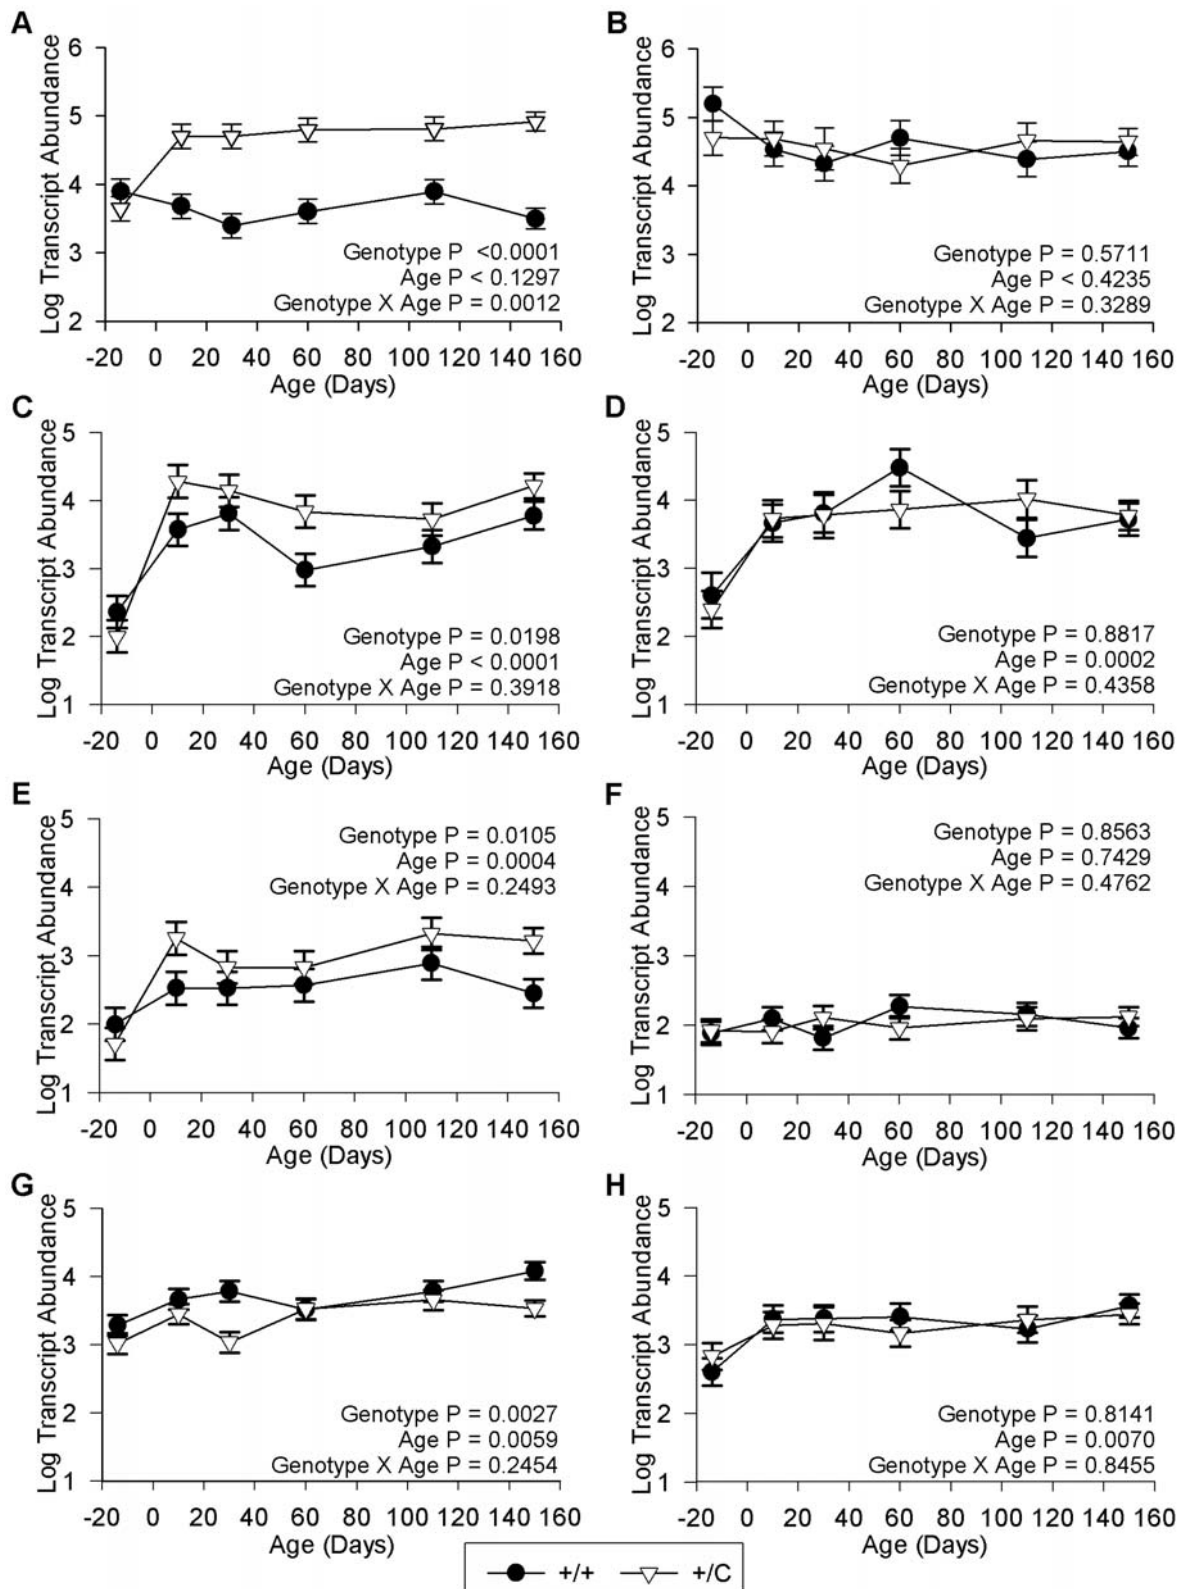 A
Log Transcript Abundance
6
5
4
3
2
Genotype P <0.0001
Age P < 0.1297
Genotype X Age P = 0.0012
-20 0 20 40 60 80 100 120 140 160
Age (Days)
B
Log Transcript Abundance
6
5
4
3
2
Genotype P = 0.5711
Age P < 0.4235
Genotype X Age P = 0.3289
-20 0 20 40 60 80 100 120 140 160
Age (Days)
C
Log Transcript Abundance
5
4
3
2
1
Genotype P = 0.0198
Age P < 0.0001
Genotype X Age P = 0.3918
-20 0 20 40 60 80 100 120 140 160
Age (Days)
D
Log Transcript Abundance
5
4
3
2
1
Genotype P = 0.8817
Age P = 0.0002
Genotype X Age P = 0.4358
-20 0 20 40 60 80 100 120 140 160
Age (Days)
E
Log Transcript Abundance
5
4
3
2
1
Genotype P = 0.0105
Age P = 0.0004
Genotype X Age P = 0.2493
-20 0 20 40 60 80 100 120 140 160
Age (Days)
F
Log Transcript Abundance
5
4
3
2
1
Genotype P = 0.8563
Age P = 0.7429
Genotype X Age P = 0.4762
-20 0 20 40 60 80 100 120 140 160
Age (Days)
G
Log Transcript Abundance
5
4
3
2
1
Genotype P = 0.0027
Age P = 0.0059
Genotype X Age P = 0.2454
-20 0 20 40 60 80 100 120 140 160
Age (Days)
H
Log Transcript Abundance
5
4
3
2
1
Genotype P = 0.8141
Age P = 0.0070
Genotype X Age P = 0.8455
-20 0 20 40 60 80 100 120 140 160
Age (Days)
+/+ +/C